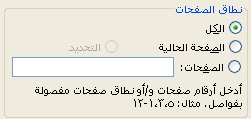 نطاق الصفحات
الكل
الصفحة الحالية التحديد
الصفحات:
أدخل أرقام صفحات و/أو نطاق صفحات مفصولة
بفواصل. مثال: ١،٣،٥-١٢